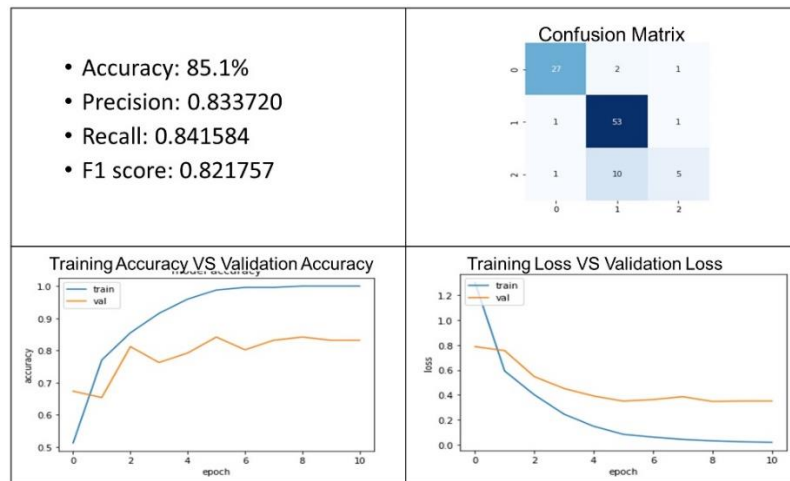 • Accuracy: 85.1%
• Precision: 0.833720
• Recall: 0.841584
• F1 score: 0.821757
Confusion Matrix
0 27 2 1
1 1 53 1
2 1 10 5
0 1 2
Training Accuracy VS Validation Accuracy
model accuracy
1.0
train
val
0.9
0.8
accuracy
0.7
0.6
0.5
0 2 4 6 8 10
epoch
Training Loss VS Validation Loss
train
val
1.2
1.0
0.8
loss
0.6
0.4
0.2
0.0
0 2 4 6 8 10
epoch